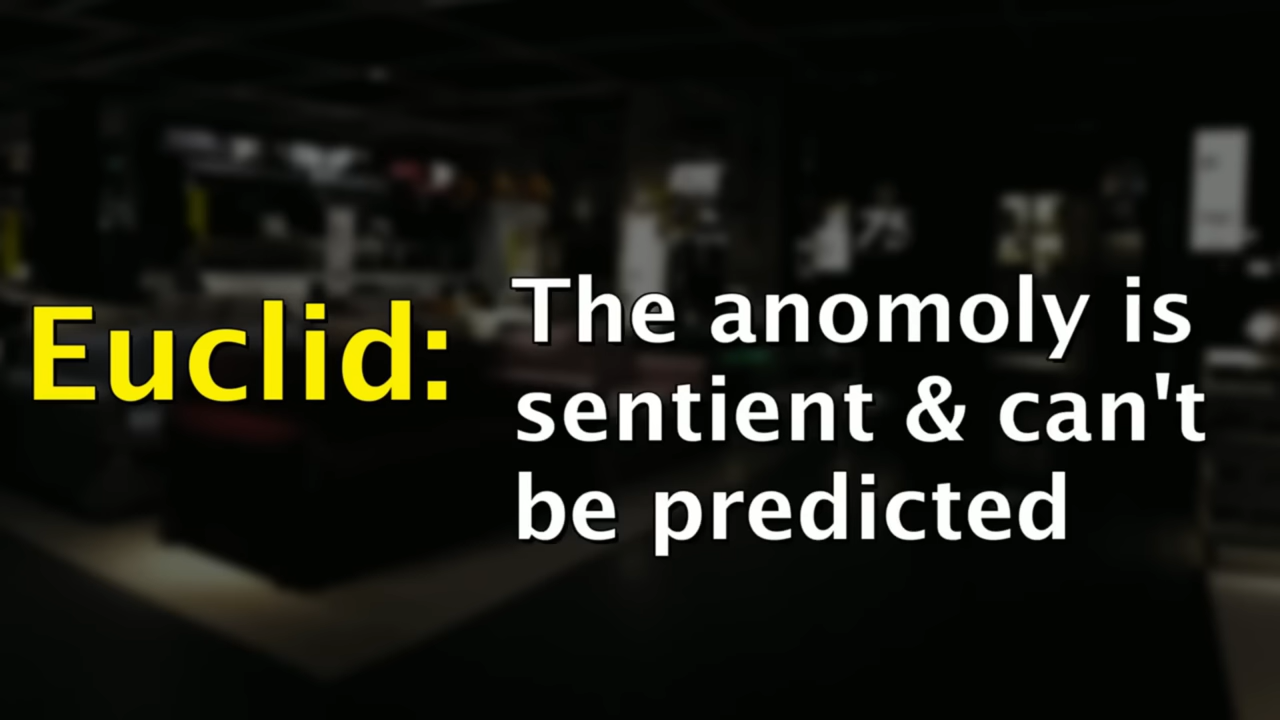 Euclid:
The anomoly is
sentient & can't
be predicted